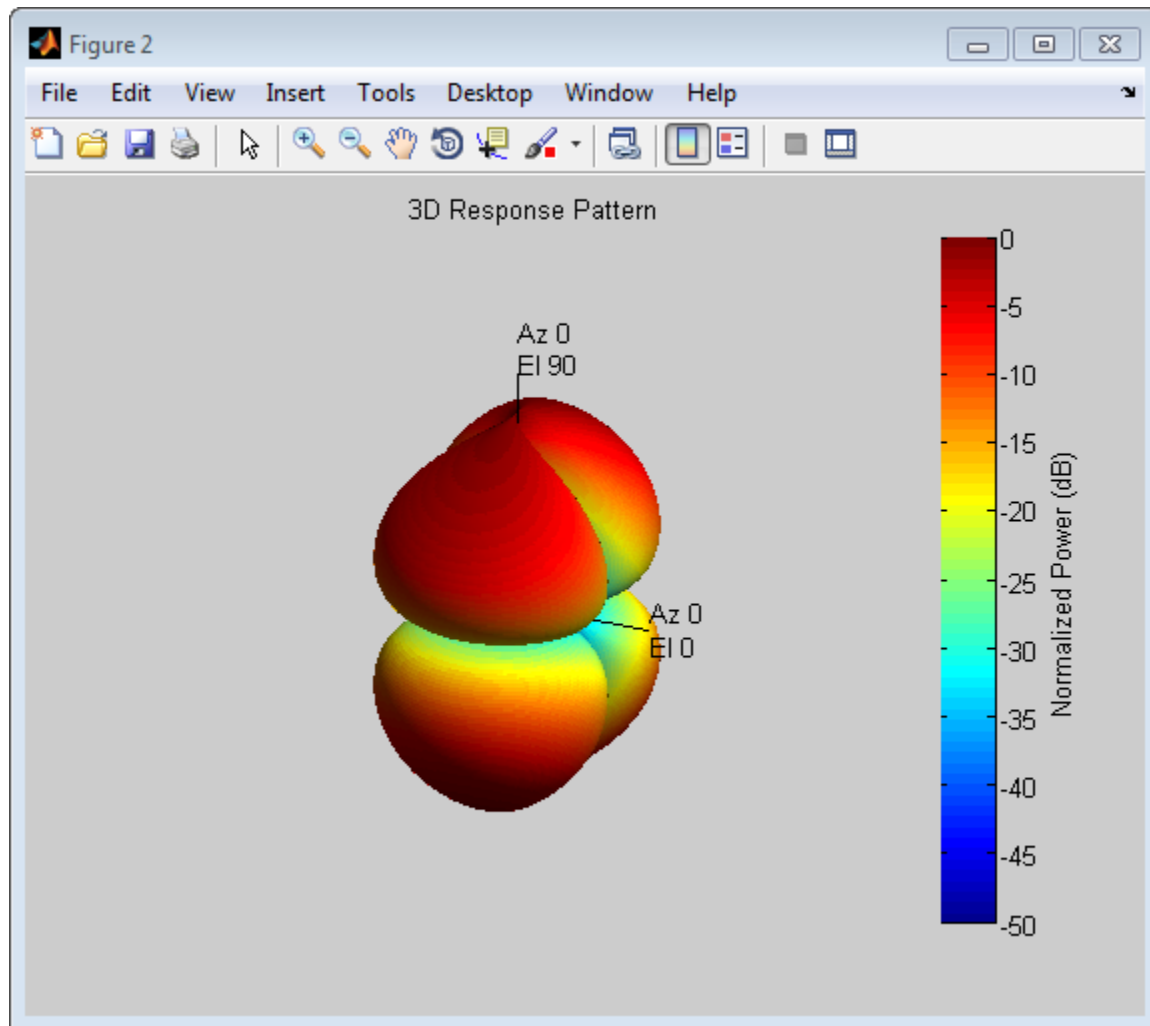 Figure 2
File Edit View Insert Tools Desktop Window Help
3D Response Pattern
Az 0
El 90
Az 0
El 0
0
-5
-10
-15
-20
-25
-30
-35
-40
-45
-50
Normalized Power (dB)